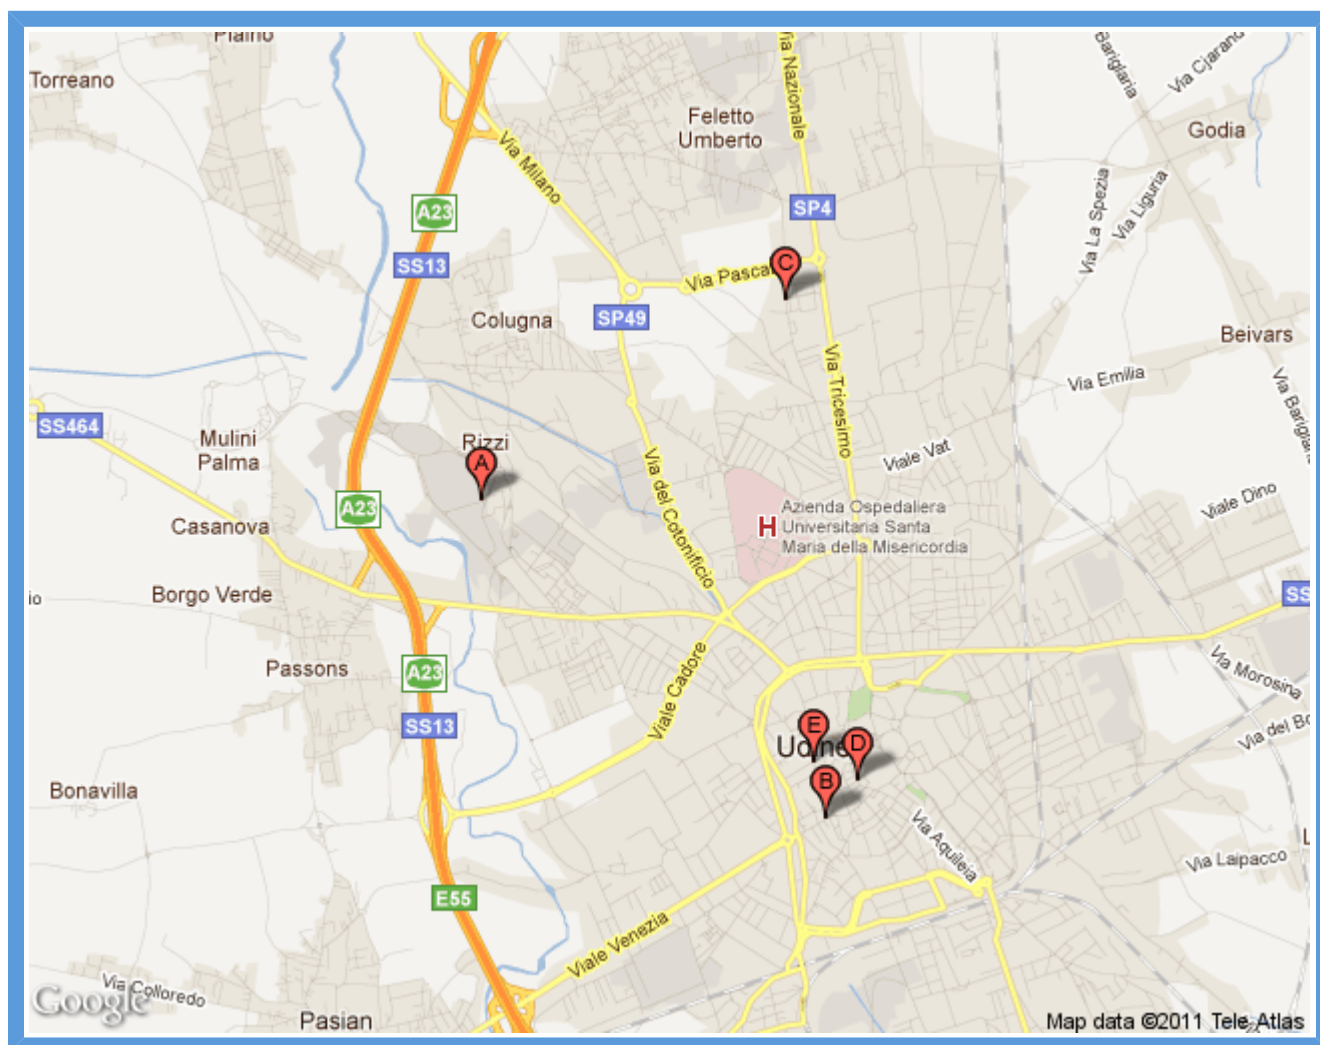 Plaino
Torreano
Via Nazionale
Bariglaria
Via Cjarand
Feletto
Umberto
Godia
Via Milano
Via La Spezia
Via Liguria
A23
SP4
SS13
C
Via Pasca
Colugna
SP49
Beivars
Via Tricesimo
Via Emilia
Via Bariglar
SS464
Mulini
Palma
Rizzi
A
Via del Cotonificio
Viale Vat
A23
Casanova
H
Azienda Ospedaliera
Universitaria Santa
Maria della Misericordia
Viale Dino
Borgo Verde
io
SS
Passons
A23
Viale Cadore
Via Morosina
SS13
E
Udine
D
Via del Bo
B
Bonavilla
Via Aquileia
Via Laipacco
L
E55
Viale Venezia
Via Colloredo
Google
Pasian
Map data ©2011 Tele Atlas